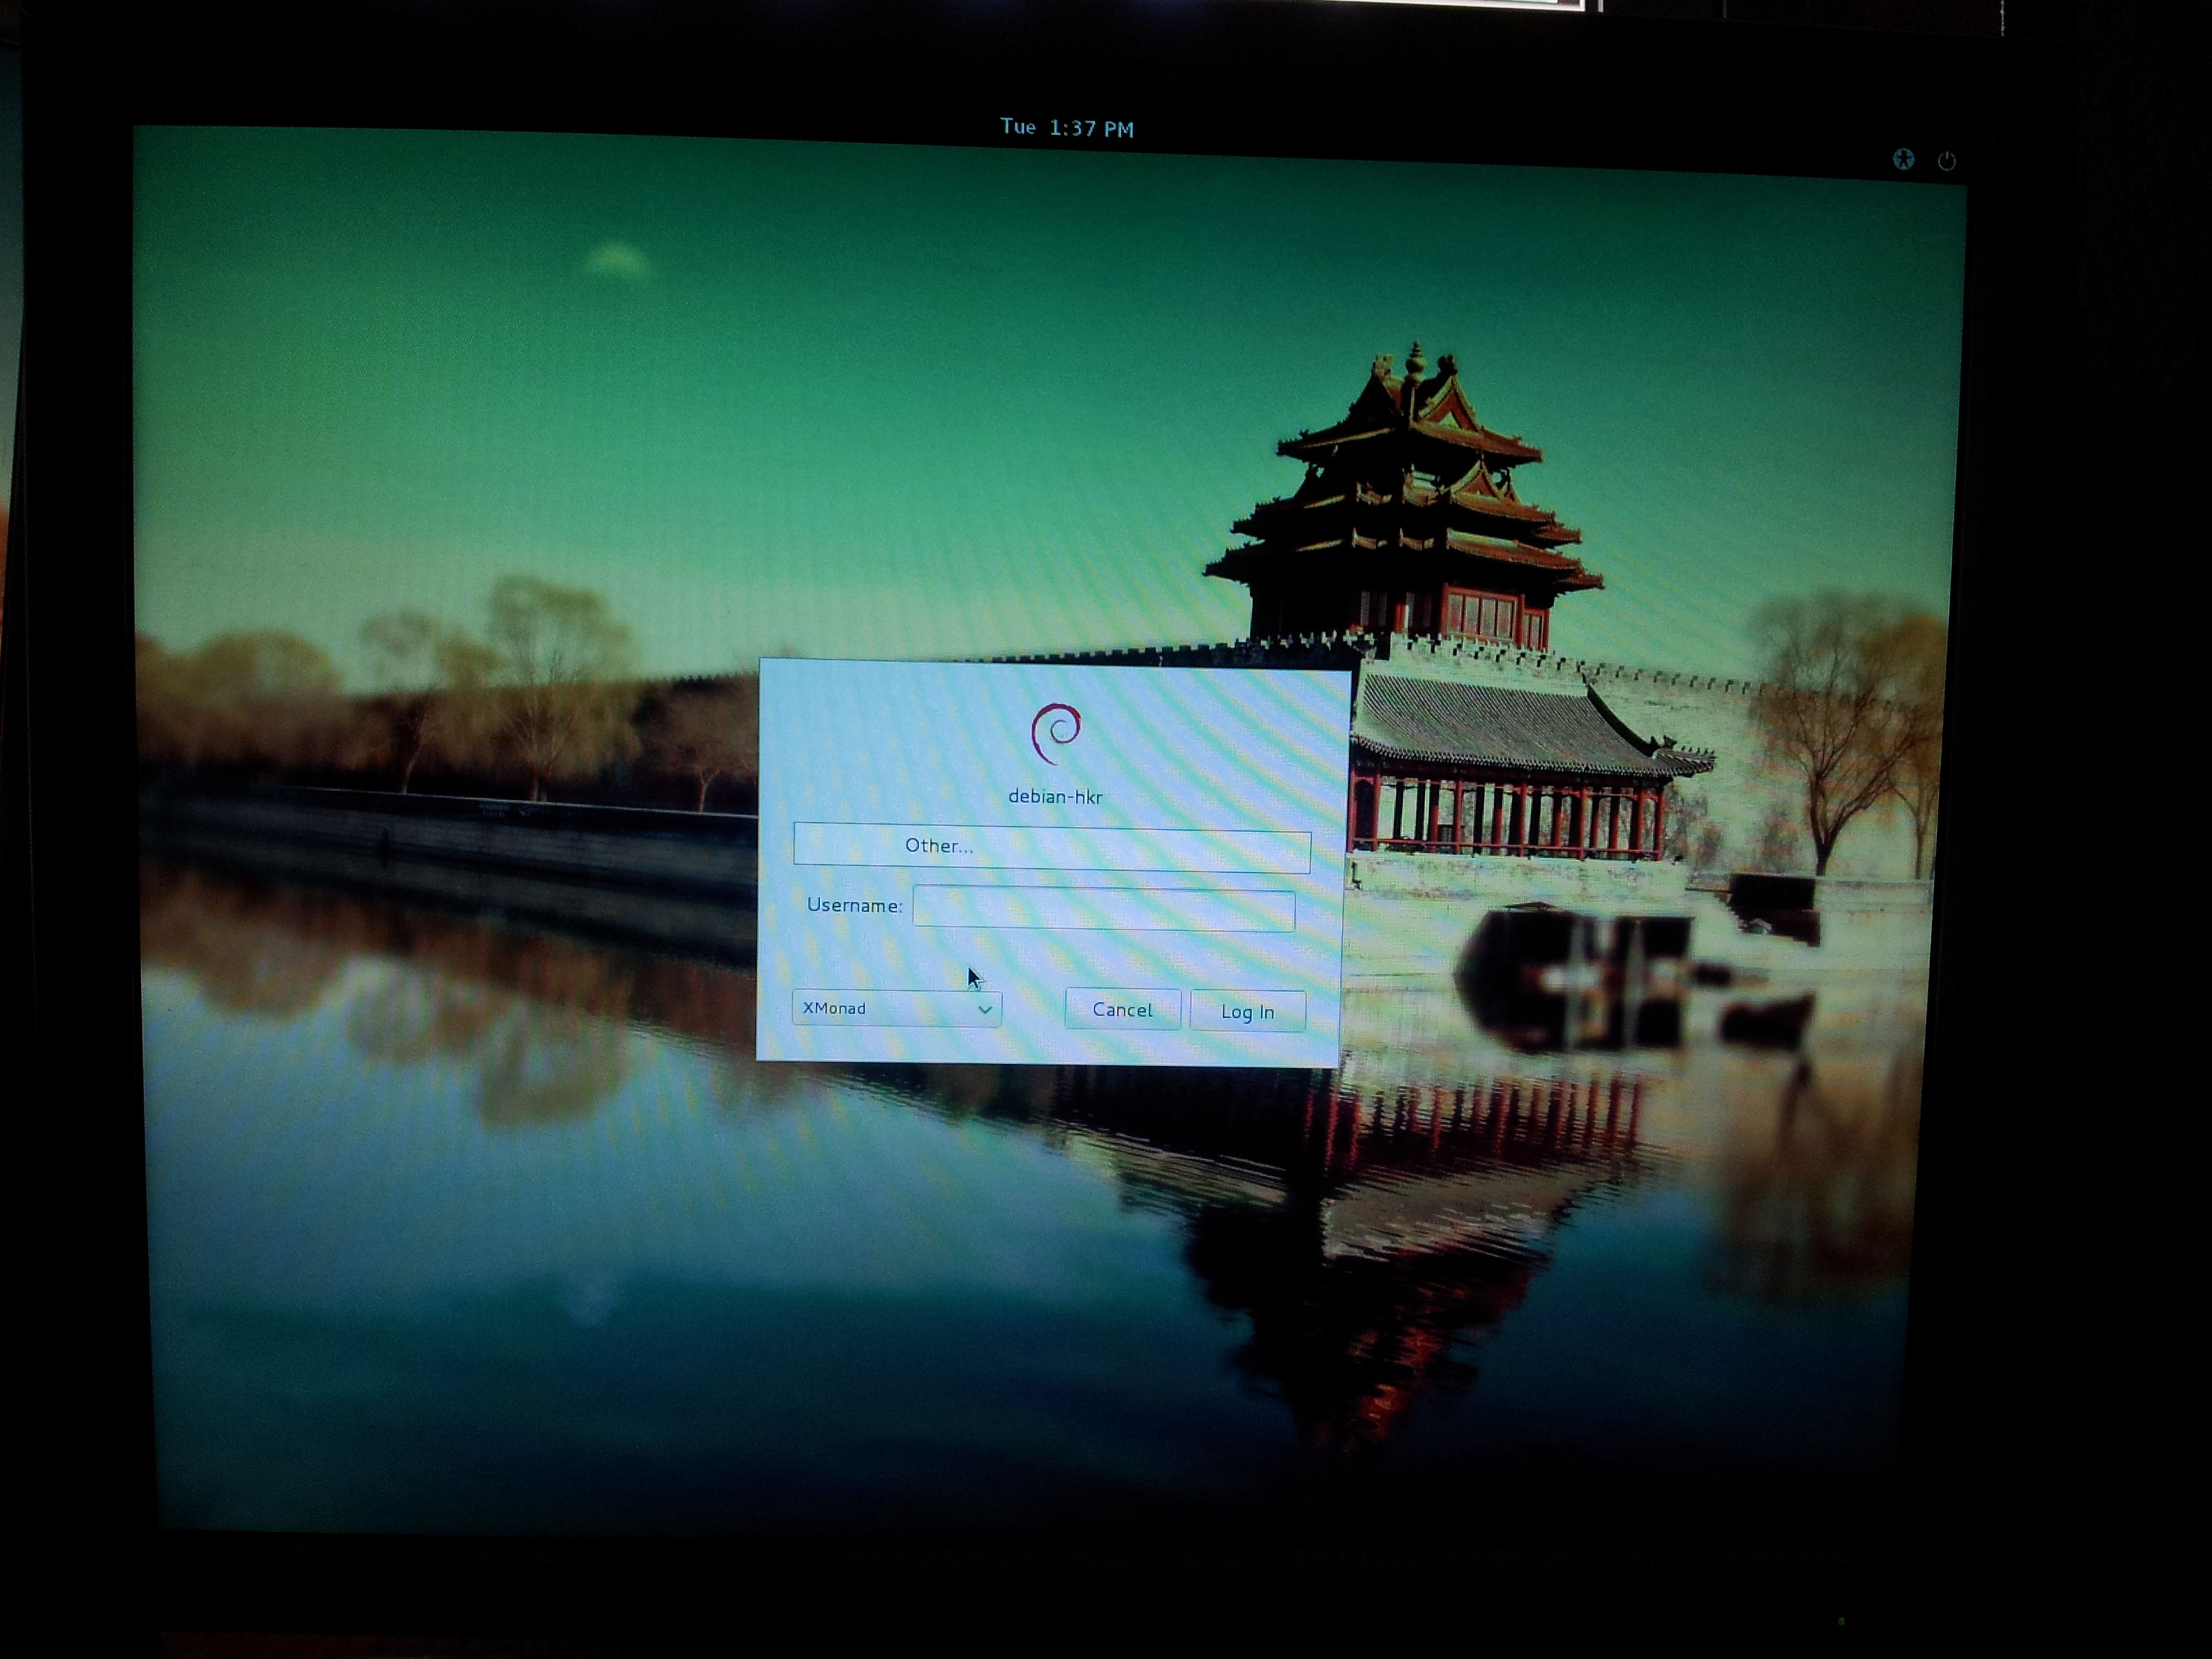 Tue 1:37 PM
debian-hkr
Other...
Username:
XMonad
Cancel
Log In